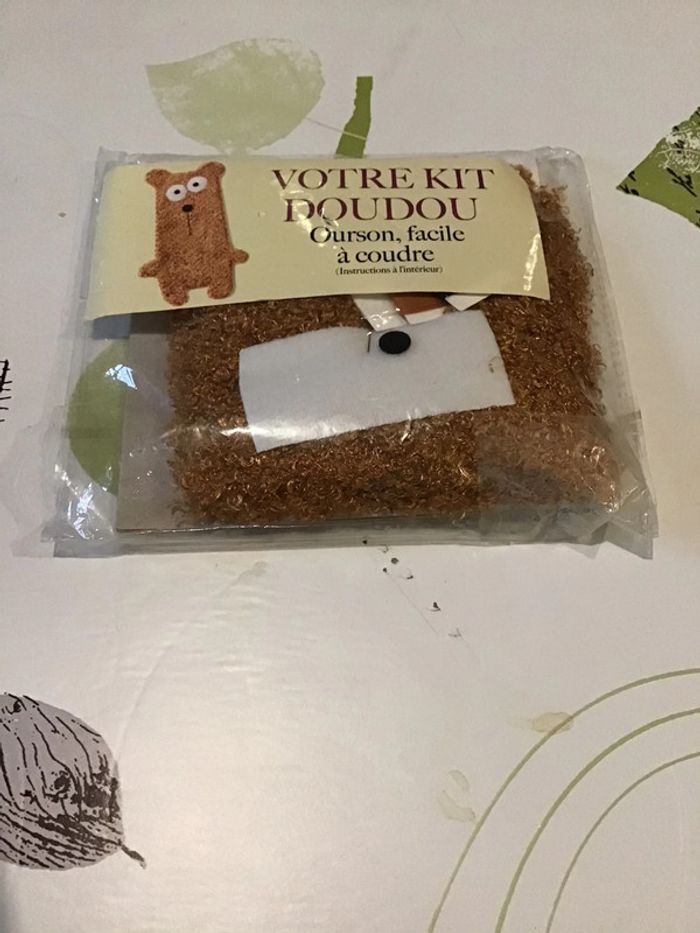 VOTRE KIT
DOUDOU
Ourson, facile
à coudre
(Instructions à l'intérieur)